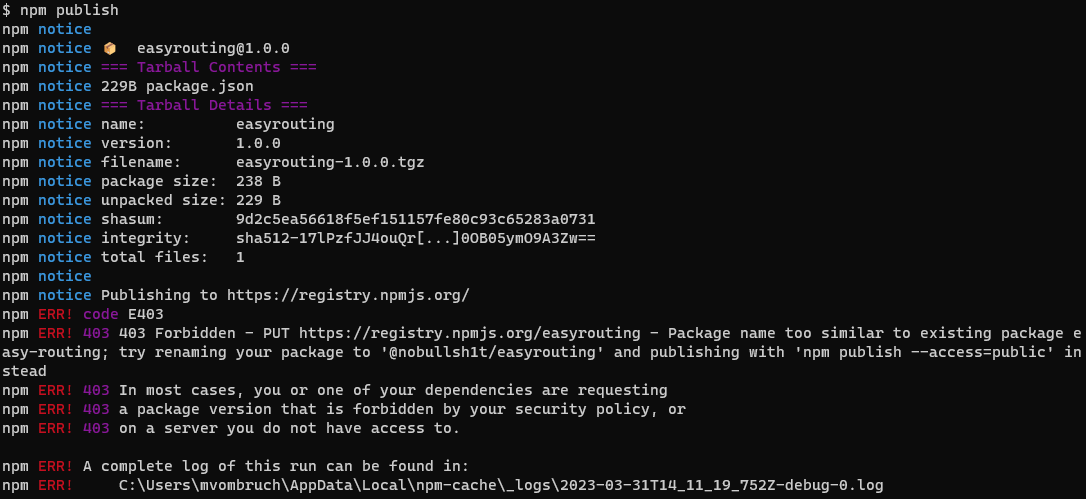 $ npm publish
npm notice
npm notice 📦  easyrouting@1.0.0
npm notice === Tarball Contents ===
npm notice 229B package.json
npm notice === Tarball Details ===
npm notice name:          easyrouting
npm notice version:       1.0.0
npm notice filename:      easyrouting-1.0.0.tgz
npm notice package size:  238 B
npm notice unpacked size: 229 B
npm notice shasum:        9d2c5ea56618f5ef151157fe80c93c65283a0731
npm notice integrity:     sha512-17lPzfJJ4ouQr[...]0OB05ymO9A3Zw==
npm notice total files:   1
npm notice
npm notice Publishing to https://registry.npmjs.org/
npm ERR! code E403
npm ERR! 403 403 Forbidden - PUT https://registry.npmjs.org/easyrouting - Package name too similar to existing package e
asy-routing; try renaming your package to '@nobullsh1t/easyrouting' and publishing with 'npm publish --access=public' in
stead
npm ERR! 403 In most cases, you or one of your dependencies are requesting
npm ERR! 403 a package version that is forbidden by your security policy, or
npm ERR! 403 on a server you do not have access to.
npm ERR! A complete log of this run can be found in:
npm ERR!     C:\Users\mvombruch\AppData\Local\npm-cache\_logs\2023-03-31T14_11_19_752Z-debug-0.log